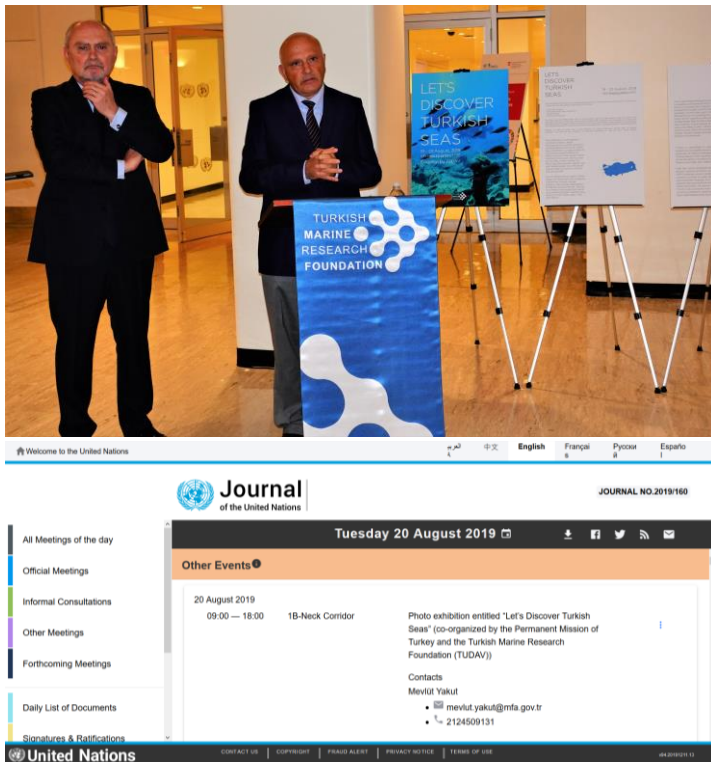 LET'S
DISCOVER
TURKISH
SEAS
LET'S
DISCOVER
TURKISH
SEAS
TURKISH
MARINE
RESEARCH
FOUNDATION
Welcome to the United Nations
中文
English
Françai
s
Русски
й
Españo
l
Journal
of the United Nations
JOURNAL NO.2019/160
Tuesday 20 August 2019
All Meetings of the day
Official Meetings
Informal Consultations
Other Meetings
Forthcoming Meetings
Daily List of Documents
Signatures & Ratifications
Other Events
20 August 2019
09:00 — 18:00 1B-Neck Corridor
Photo exhibition entitled "Let's Discover Turkish
Seas" (co-organized by the Permanent Mission of
Turkey and the Turkish Marine Research
Foundation (TUDAV))
Contacts
Mevlüt Yakut
mevlut.yakut@mfa.gov.tr
2124509131
United Nations
CONTACT US
COPYRIGHT
FRAUD ALERT
PRIVACY NOTICE
TERMS OF USE